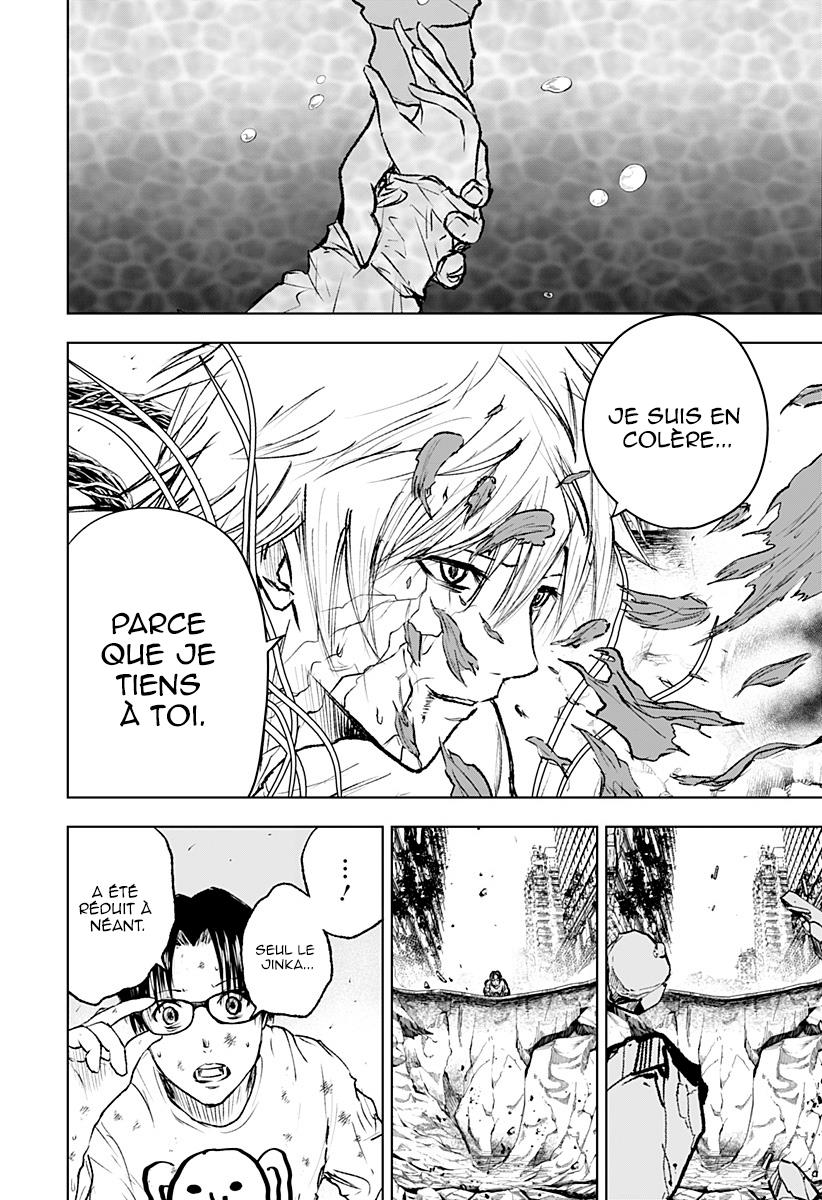 JE SUIS EN
COLÈRE...
PARCE
QUE JE
TIENS
À TOI.
...!
SEUL LE
JINKA...
A ÉTÉ
RÉDUIT À
NÉANT.